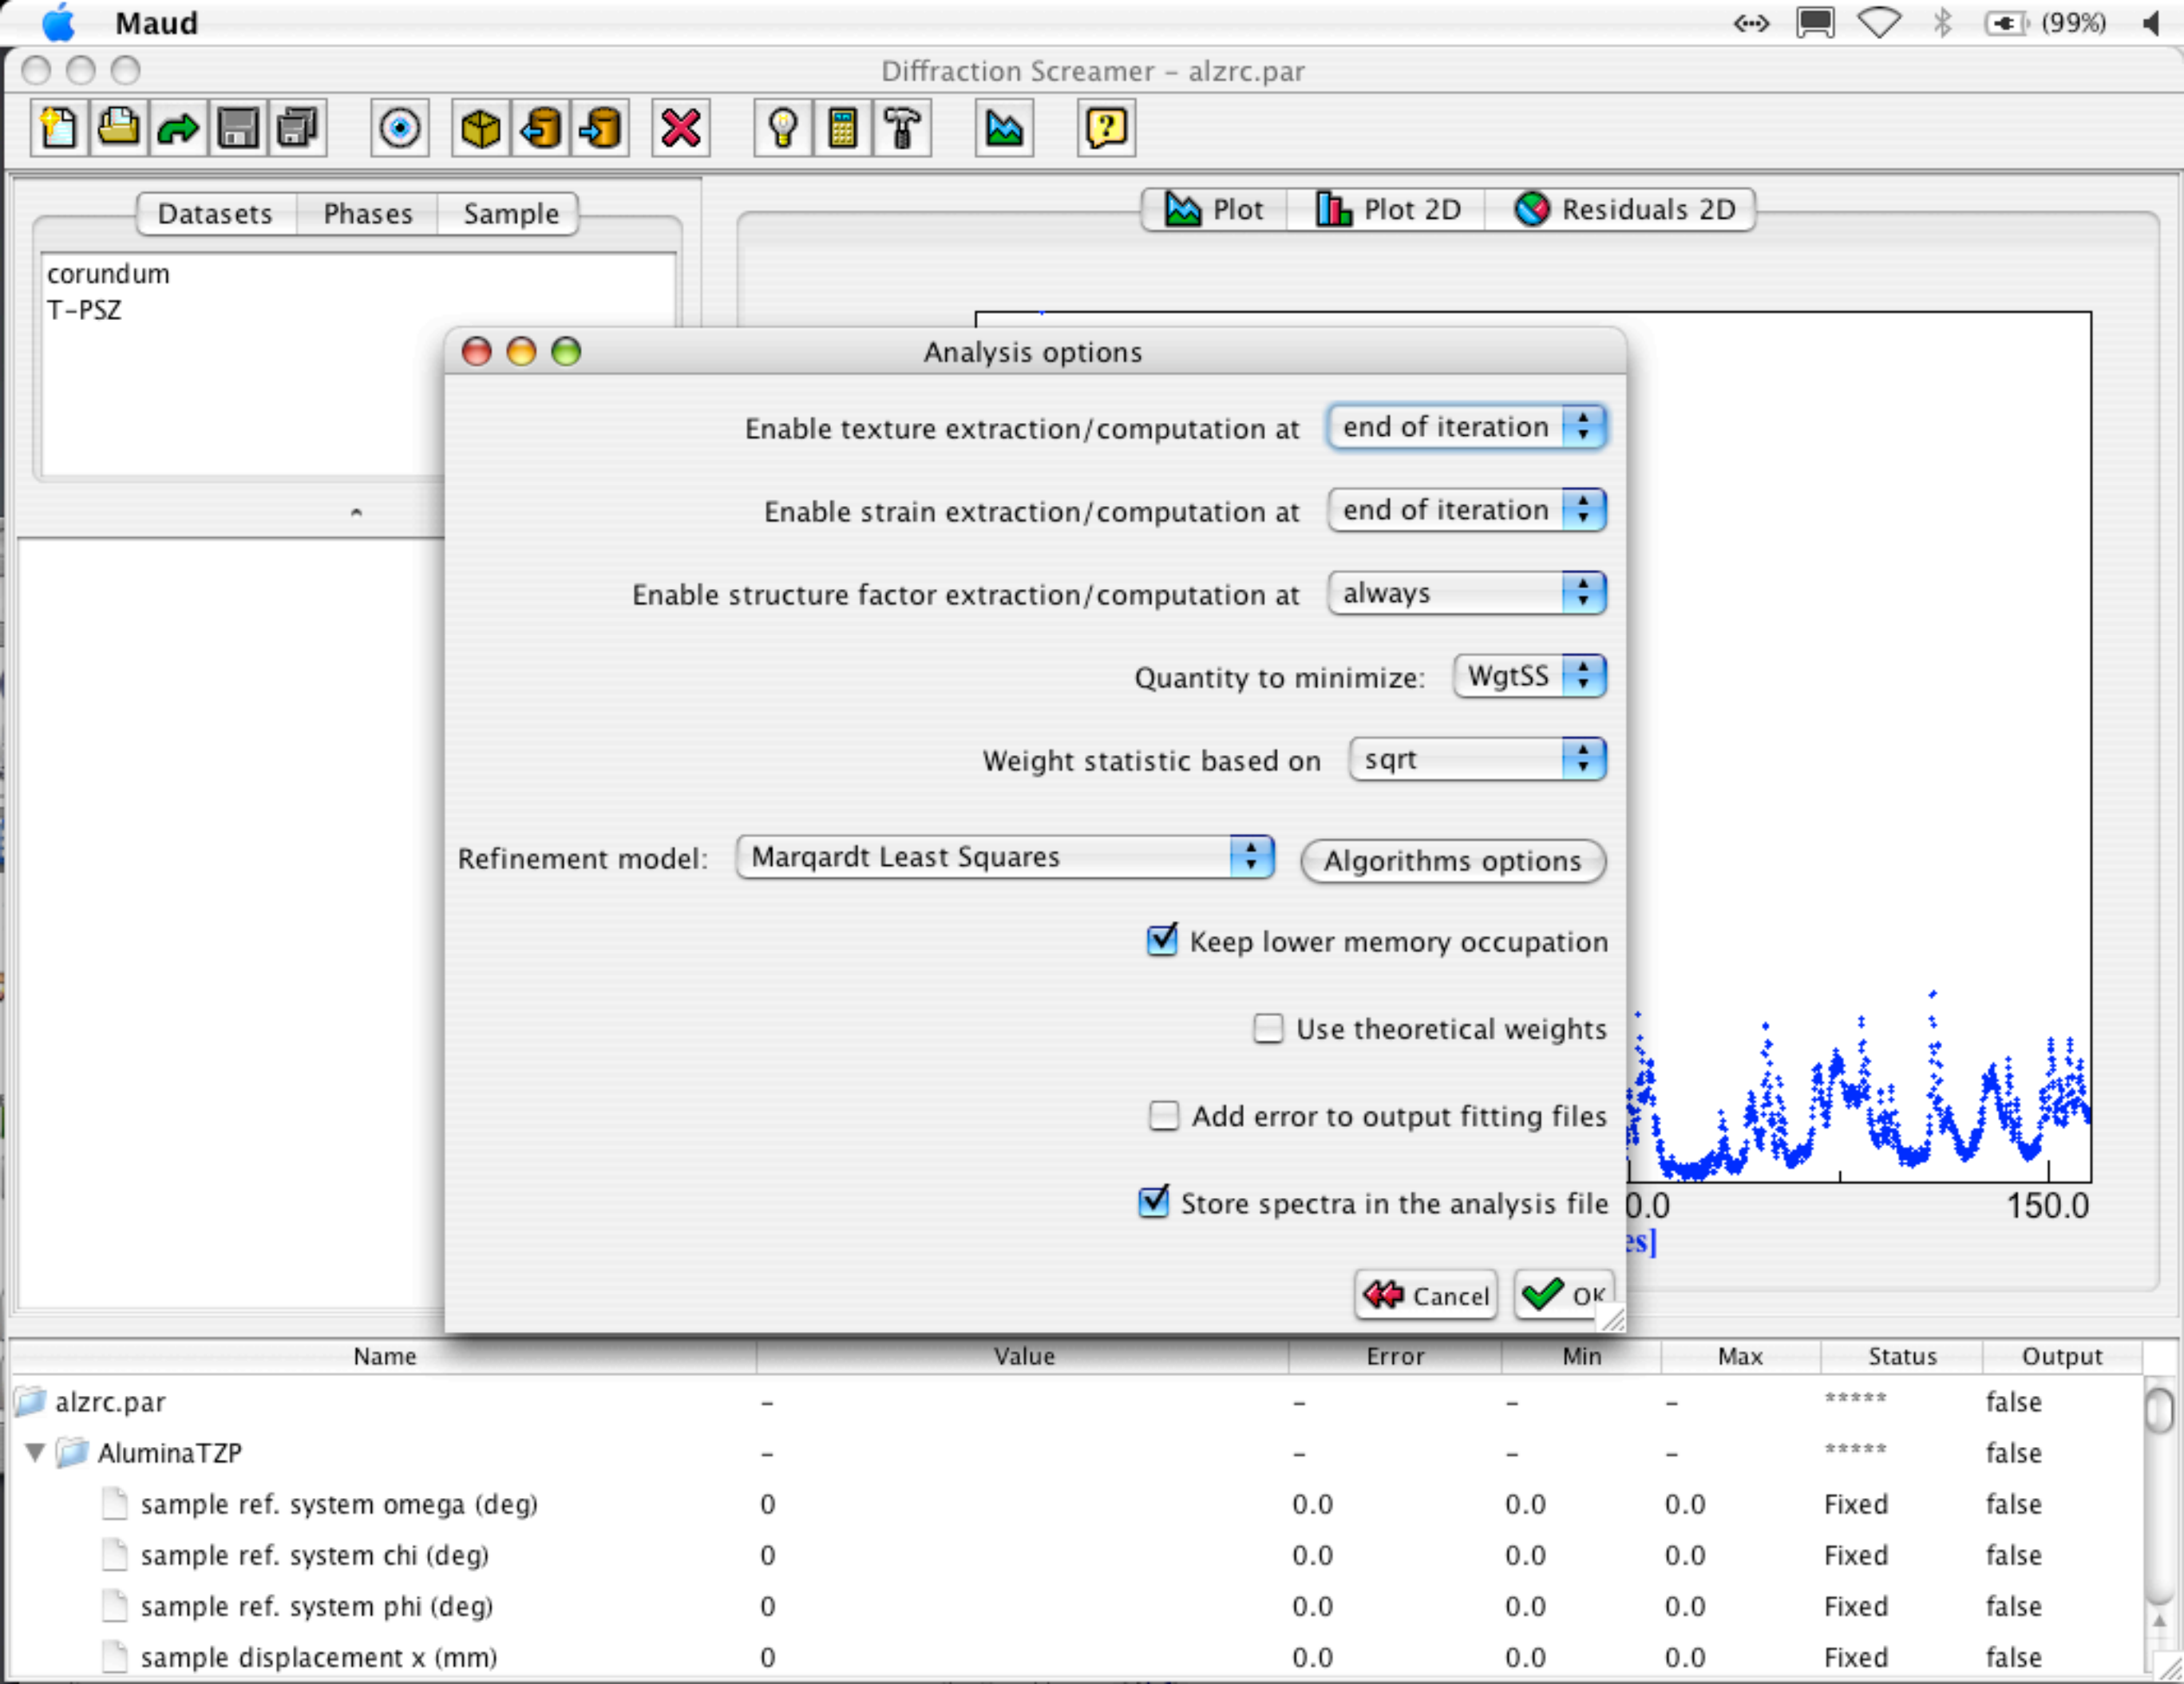 Maud
(99%)
Diffraction Screamer – alzrc.par
Datasets Phases Sample
Plot Plot 2D Residuals 2D
corundum
T-PSZ
Analysis options
Enable texture extraction/computation at end of iteration
Enable strain extraction/computation at end of iteration
Enable structure factor extraction/computation at always
Quantity to minimize: WgtSS
Weight statistic based on sqrt
Refinement model: Marqardt Least Squares Algorithms options
Keep lower memory occupation
Use theoretical weights
Add error to output fitting files
Store spectra in the analysis file
0.0 150.0
es]
Cancel OK
Name Value Error Min Max Status Output
alzrc.par – – – – ***** false
AluminaTZP – – – – ***** false
sample ref. system omega (deg) 0 0.0 0.0 0.0 Fixed false
sample ref. system chi (deg) 0 0.0 0.0 0.0 Fixed false
sample ref. system phi (deg) 0 0.0 0.0 0.0 Fixed false
sample displacement x (mm) 0 0.0 0.0 0.0 Fixed false